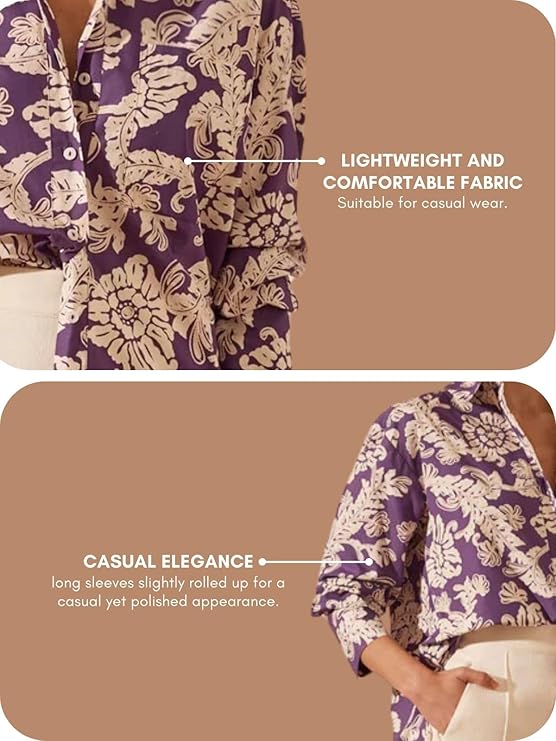 LIGHTWEIGHT AND
COMFORTABLE FABRIC
Suitable for casual wear.
CASUAL ELEGANCE
long sleeves slightly rolled up for a
casual yet polished appearance.